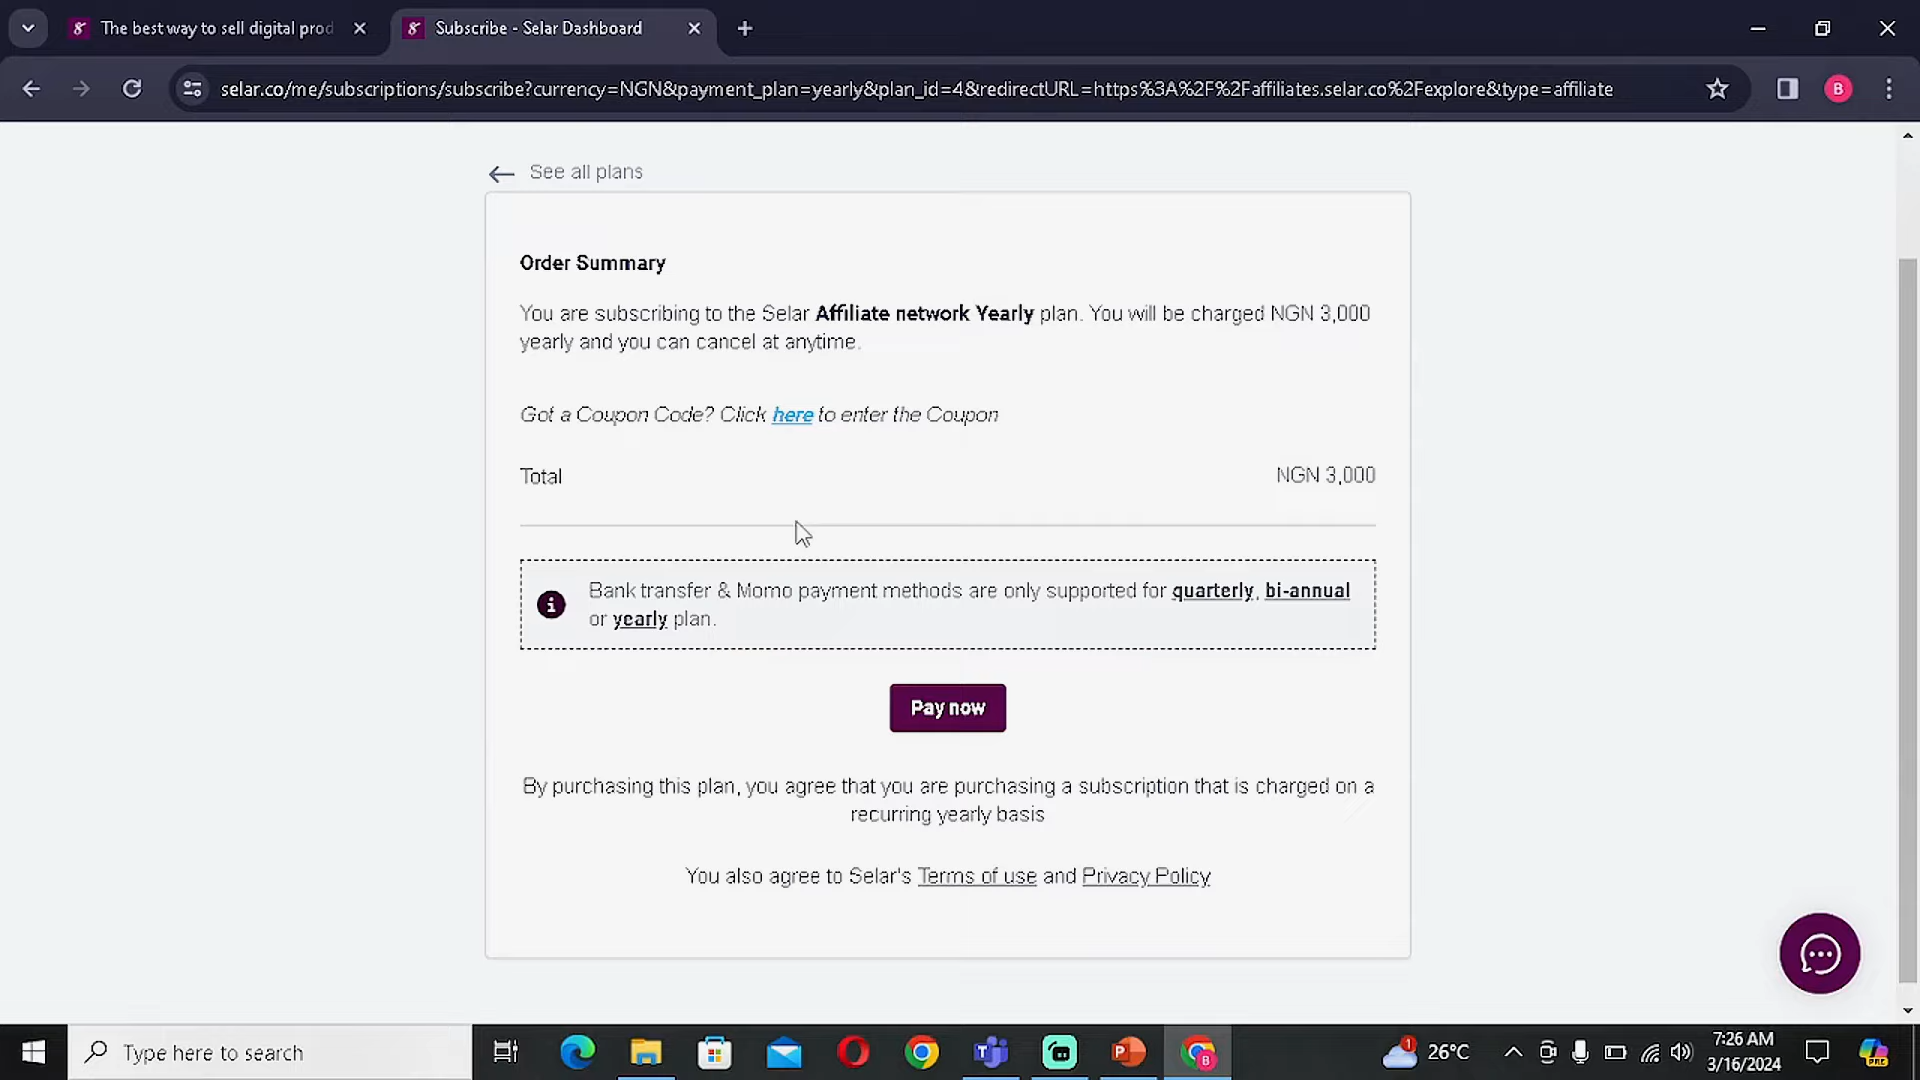 The best way to sell digital prod
Subscribe - Selar Dashboard
selar.co/me/subscriptions/subscribe?currency=NGN&payment_plan=yearly&plan_id=4&redirectURL=https%3A%2F%2Faffiliates.selar.co%2Fexplore&type=affiliate
B
See all plans
Order Summary
You are subscribing to the Selar Affiliate network Yearly plan. You will be charged NGN 3,000
yearly and you can cancel at anytime.
Got a Coupon Code? Click here to enter the Coupon
Total NGN 3,000
Bank transfer & Momo payment methods are only supported for quarterly, bi-annual
or yearly plan.
Pay now
By purchasing this plan, you agree that you are purchasing a subscription that is charged on a
recurring yearly basis
You also agree to Selar's Terms of use and Privacy Policy
Type here to search
1
26°C
7:26 AM
3/16/2024